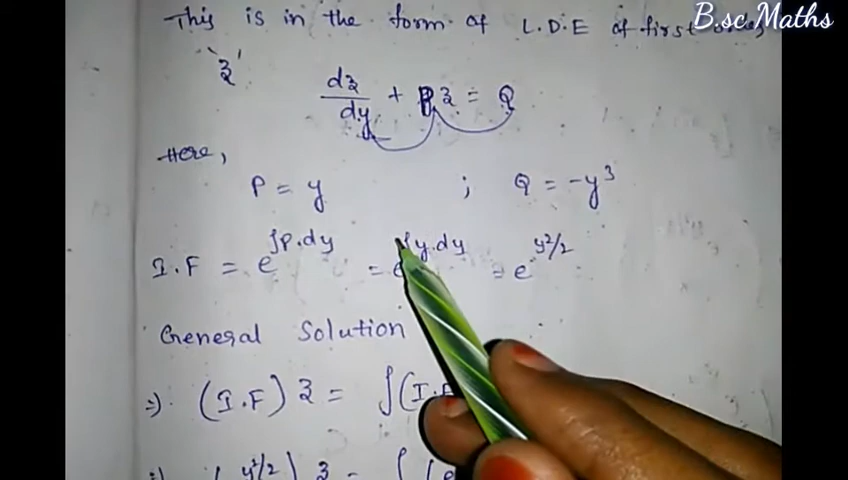 B.sc Maths
This is in the form of L.D.E of first order
'z'
dz/dy + Pz = Q
Here,
P = y ; Q = -y³
I.F = e^∫P.dy = e^∫y.dy = e^y²/2
General Solution
⇒ (I.F) z = ∫(I.F